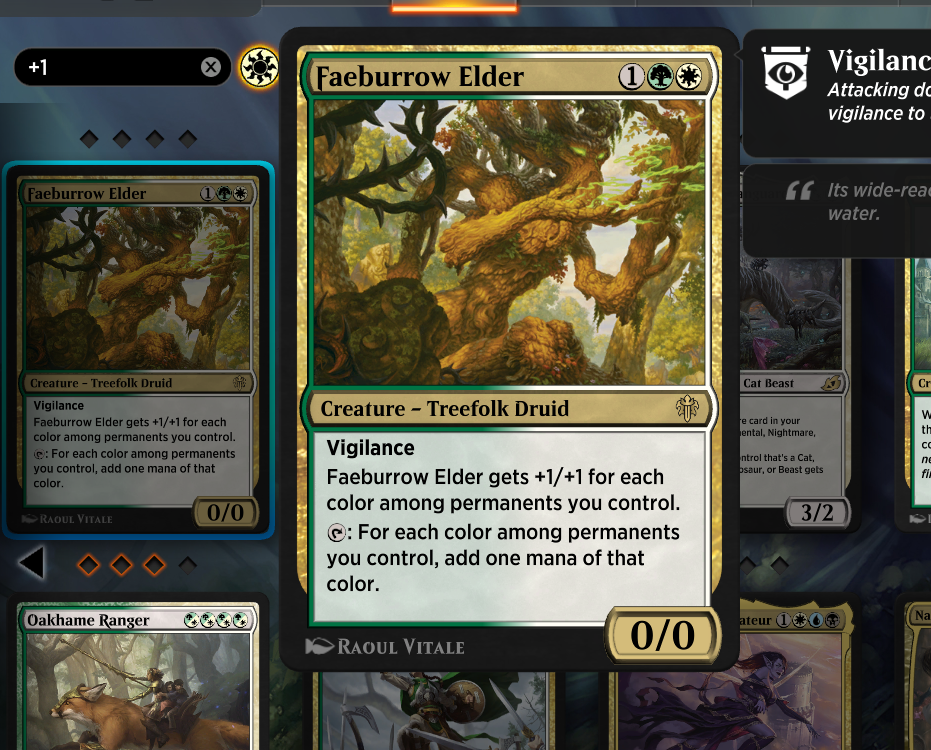 +1
Faeburrow Elder
1
Creature – Treefolk Druid
Vigilance
Faeburrow Elder gets +1/+1 for each
color among permanents you control.
: For each color among permanents
you control, add one mana of that
color.
Raoul Vitale
0/0
Vigilanc
Attacking do
vigilance to
Its wide-rea
water.
Faeburrow Elder
1
Creature – Treefolk Druid
Vigilance
Faeburrow Elder gets +1/+1 for each
color among permanents you control.
: For each color among permanents
you control, add one mana of that
color.
Raoul Vitale
0/0
Cat Beast
re card in your
mental, Nightmare,
ontrol that's a Cat,
osaur, or Beast gets
3/2
Cr
W
th
co
ne
fli
Oakhame Ranger
ateur 1
Na